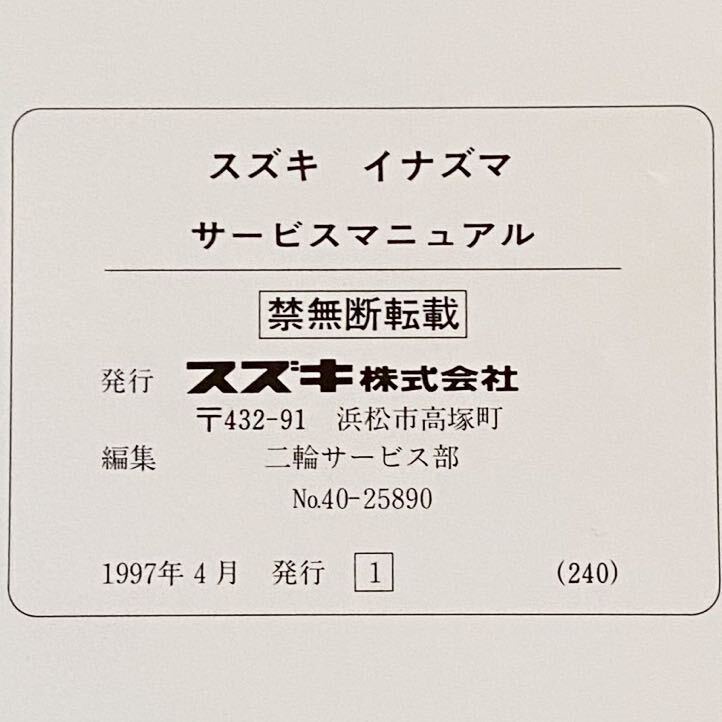 スズキ　イナズマ
サービスマニュアル
禁無断転載
発行　スズキ株式会社
〒432-91　浜松市高塚町
編集　二輪サービス部
№40-25890
1997年4月　発行　1　(240)